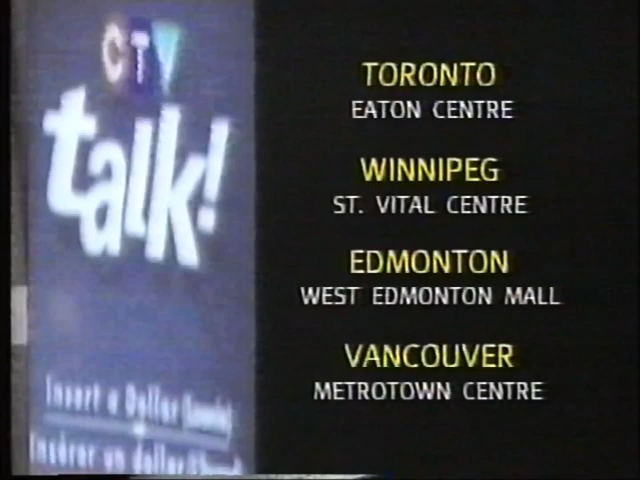 CTV
talk!
Insert a Dollar (Loonie)
Insérer un dollar
TORONTO
EATON CENTRE
WINNIPEG
ST. VITAL CENTRE
EDMONTON
WEST EDMONTON MALL
VANCOUVER
METROTOWN CENTRE